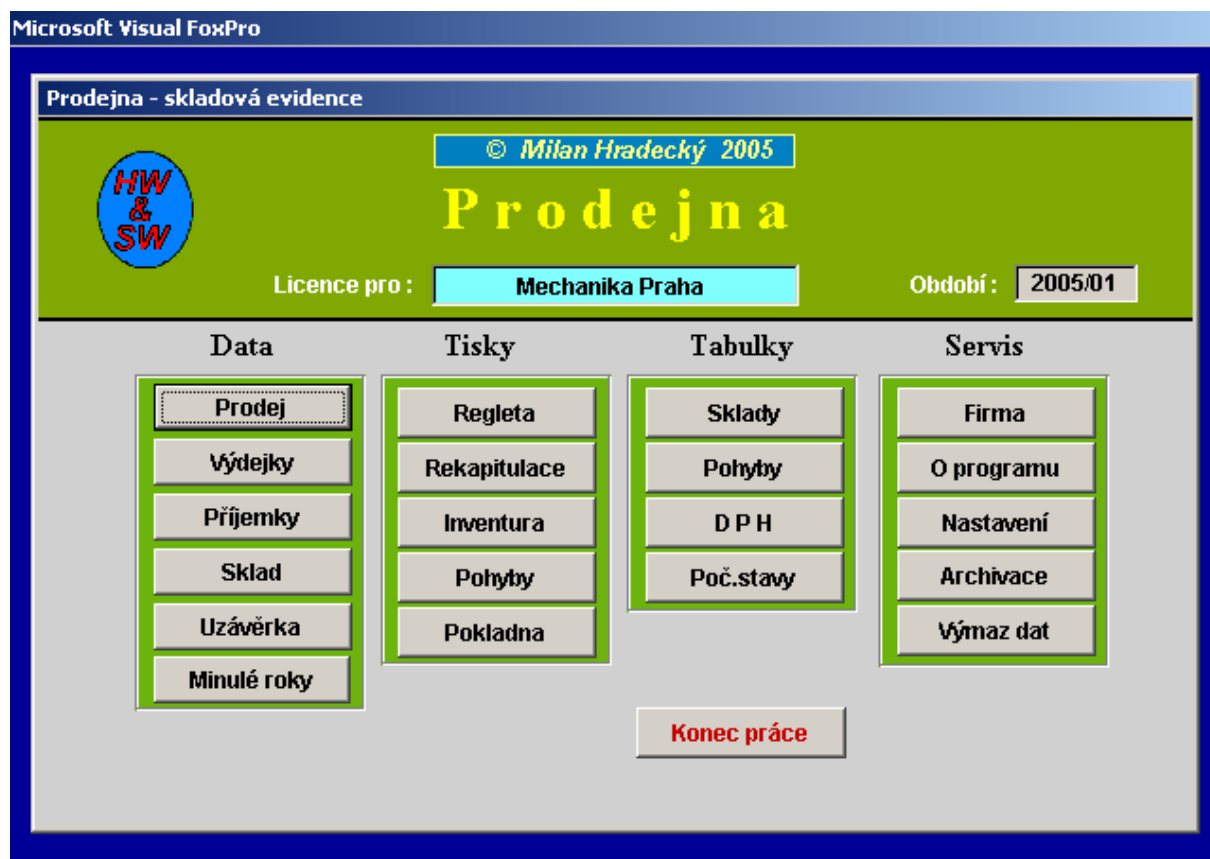 Microsoft Visual FoxPro
Prodejna - skladová evidence
© Milan Hradecký 2005
HW
&
SW
Prodejna
Licence pro : Mechanika Praha Období : 2005/01
Data Tisky Tabulky Servis
Prodej Regleta Sklady Firma
Výdejky Rekapitulace Pohyby O programu
Příjemky Inventura D P H Nastavení
Sklad Pohyby Poč.stavy Archivace
Uzávěrka Pokladna Výmaz dat
Minulé roky
Konec práce